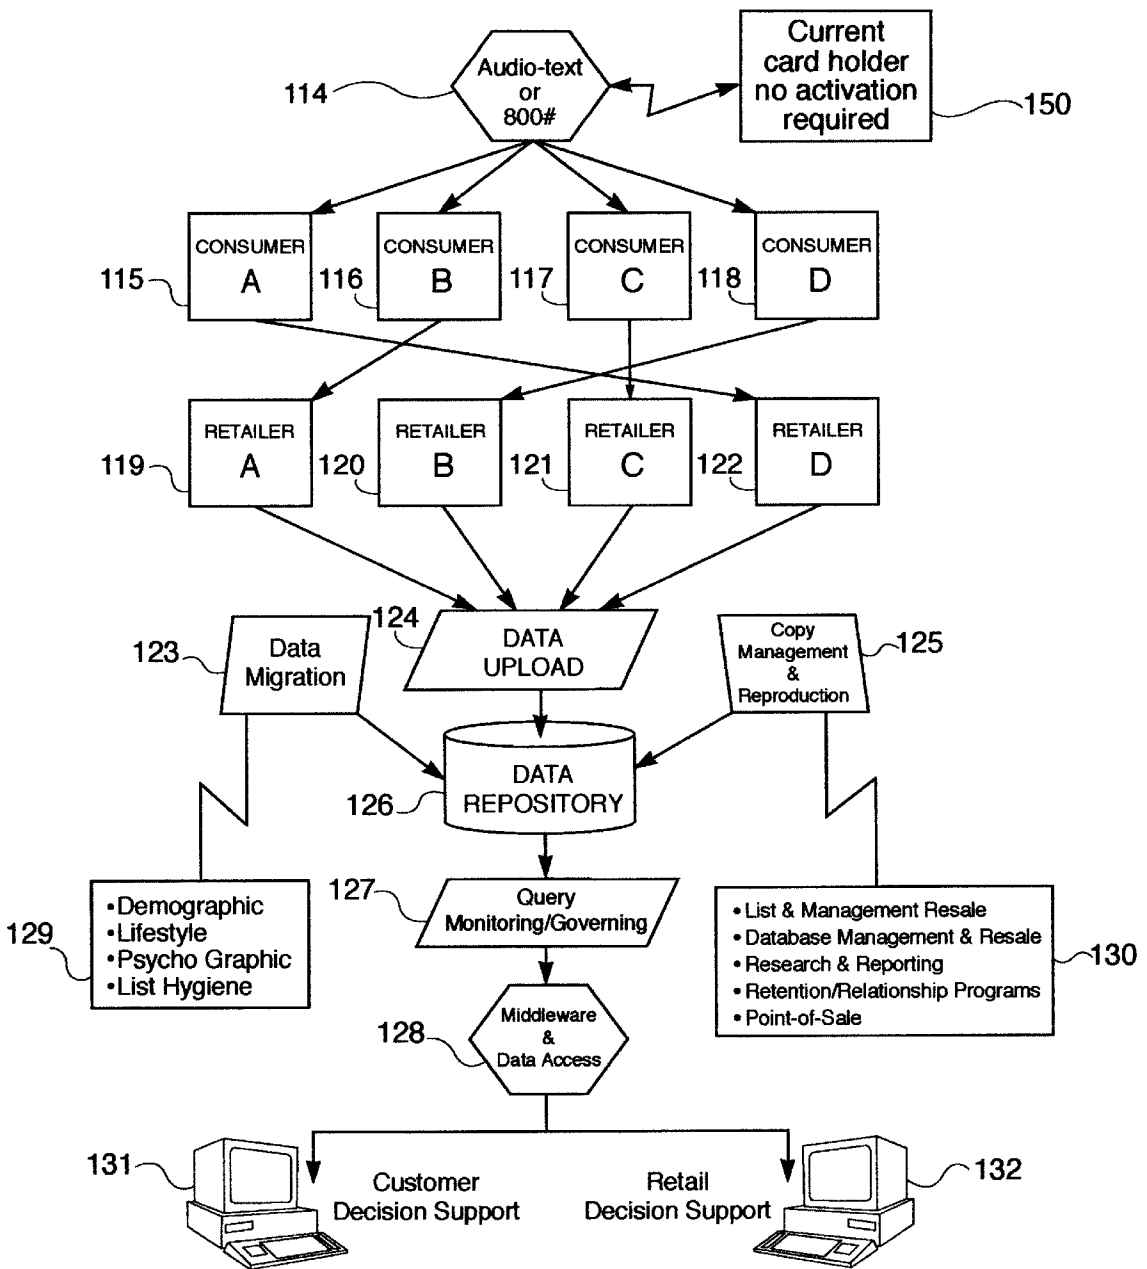 Audio-text
or
800#
114
Current
card holder
no activation
required
150
CONSUMER
A
115
CONSUMER
B
116
CONSUMER
C
117
CONSUMER
D
118
RETAILER
A
119
RETAILER
B
120
RETAILER
C
121
RETAILER
D
122
123
Data
Migration
124
DATA
UPLOAD
Copy
Management
&
Reproduction
125
DATA
REPOSITORY
126
127
Query
Monitoring/Governing
129
•Demographic
•Lifestyle
•Psycho Graphic
•List Hygiene
• List & Management Resale
• Database Management & Resale
• Research & Reporting
• Retention/Relationship Programs
• Point-of-Sale
130
128
Middleware
&
Data Access
131
Customer
Decision Support
Retail
Decision Support
132